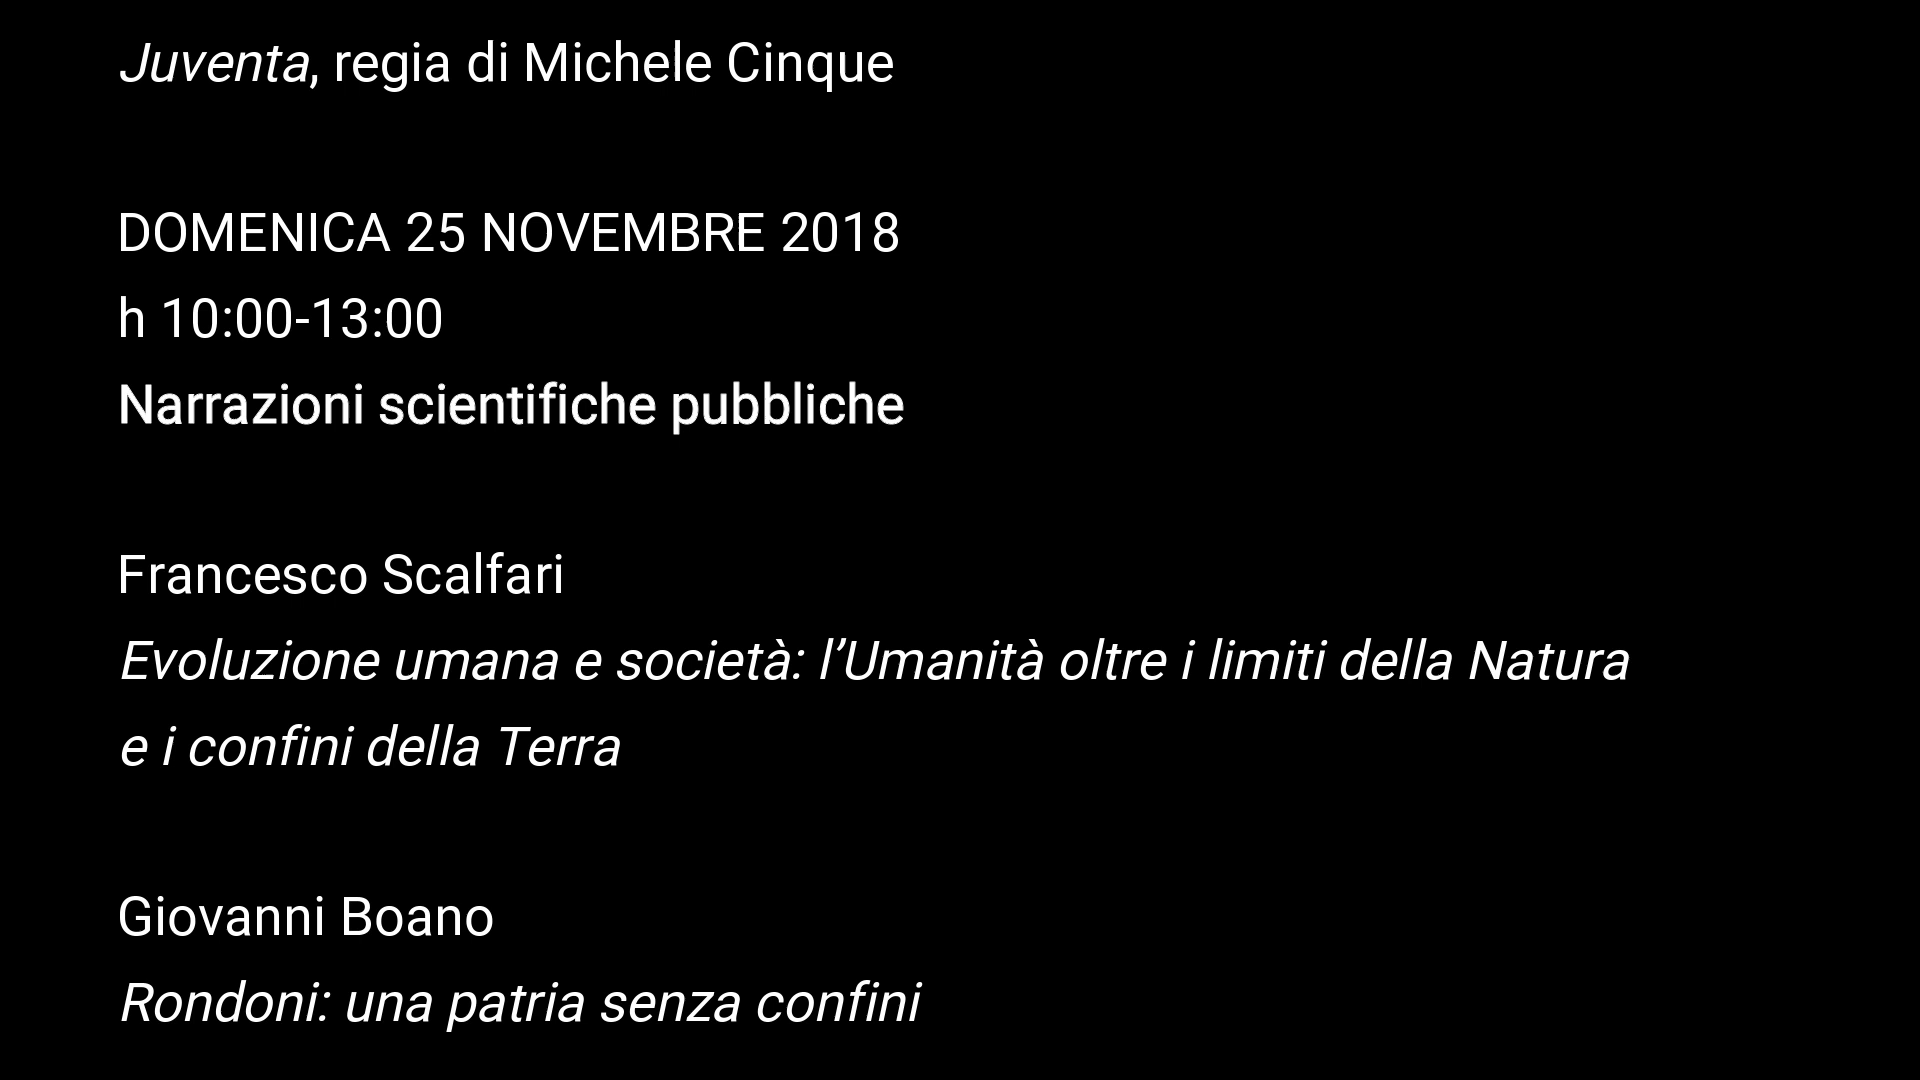 Juventa, regia di Michele Cinque
DOMENICA 25 NOVEMBRE 2018
h 10:00-13:00
Narrazioni scientifiche pubbliche
Francesco Scalfari
Evoluzione umana e società: l’Umanità oltre i limiti della Natura
e i confini della Terra
Giovanni Boano
Rondoni: una patria senza confini